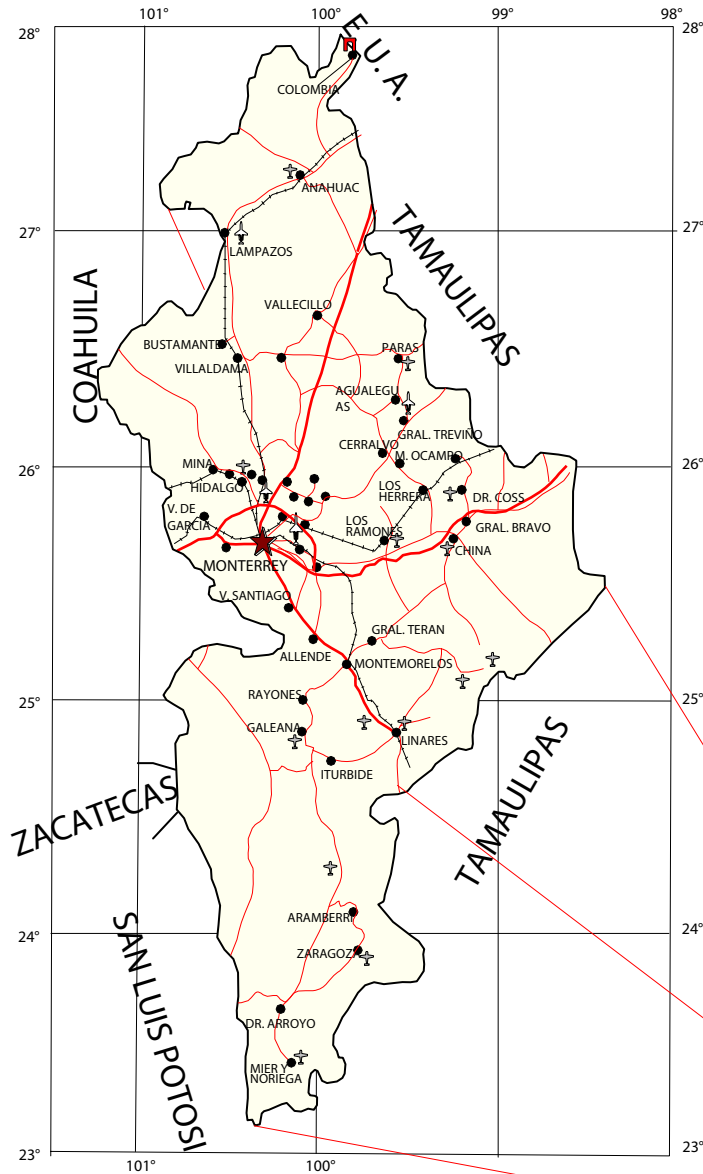 101°
100°
98°
28°
28°
E. U. A.
COLOMBIA
ANAHUAC
27°
27°
LAMPAZOS
TAMAULIPAS
COAHUILA
VALLECILLO
BUSTAMANTE
VILLALDAMA
PARAS
AGUALEGU
AS
GRAL. TREVIÑO
CERRALVO
M. OCAMPO
26°
26°
MINA
HIDALGO
LOS
HERRERA
DR. COSS
V. DE
GARCIA
LOS
RAMONES
GRAL. BRAVO
CHINA
MONTERREY
V. SANTIAGO
GRAL. TERAN
ALLENDE
MONTEMORELOS
25°
25°
RAYONES
GALEANA
LINARES
ITURBIDE
ZACATECAS
TAMAULIPAS
ARAMBERRI
SAN LUIS POTOSI
24°
24°
ZARAGOZA
DR. ARROYO
MIER Y
NORIEGA
23°
23°
101°
100°